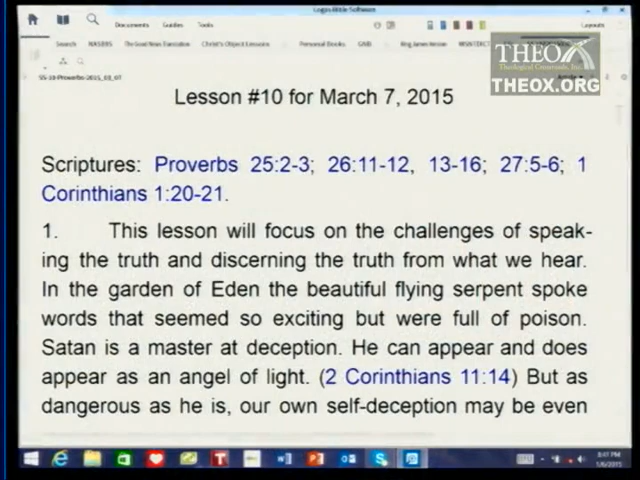 Logos Bible Software
Documents Guides Tools Layouts
Search NASB95 The Good News Translation Christ's Object Lessons Personal Books GNB King James Version
THEOX
Theological Crossroads, Inc.
THEOX.ORG
Lesson #10 for March 7, 2015
Scriptures: Proverbs 25:2-3; 26:11-12, 13-16; 27:5-6; 1
Corinthians 1:20-21.
1. This lesson will focus on the challenges of speak-
ing the truth and discerning the truth from what we hear.
In the garden of Eden the beautiful flying serpent spoke
words that seemed so exciting but were full of poison.
Satan is a master at deception. He can appear and does
appear as an angel of light. (2 Corinthians 11:14) But as
dangerous as he is, our own self-deception may be even